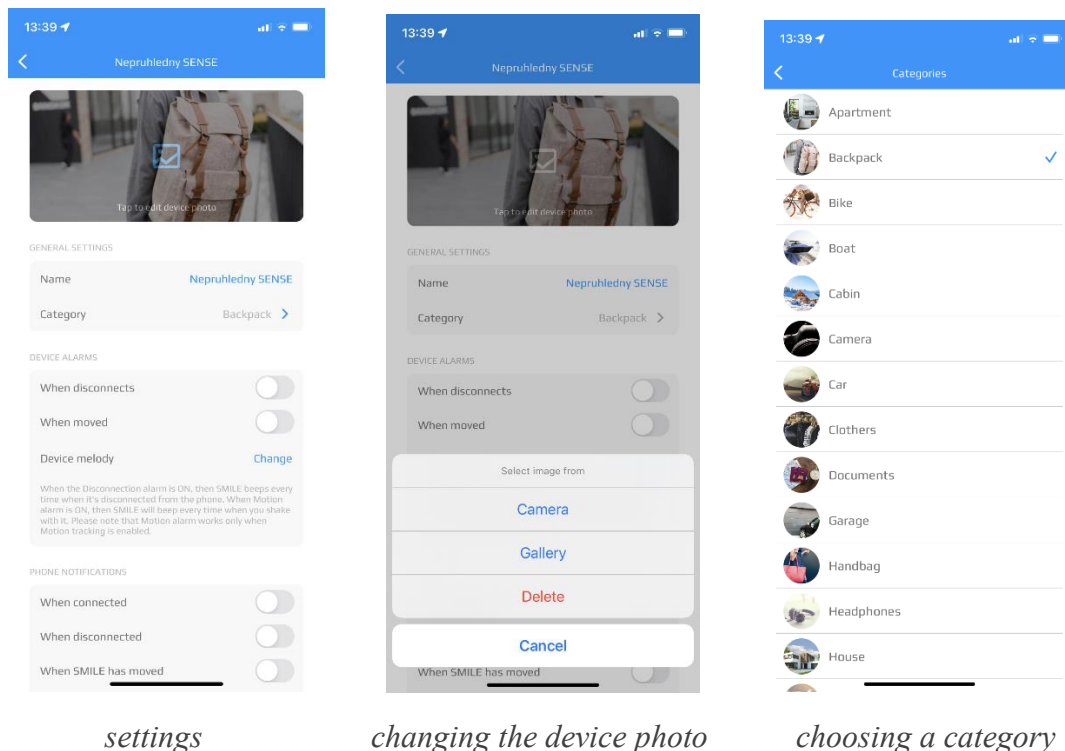 13:39
Nepruhledny SENSE
Tap to edit device photo
GENERAL SETTINGS
Name Nepruhledny SENSE
Category Backpack
DEVICE ALARMS
When disconnects
When moved
Device melody Change
When the Disconnection alarm is ON, then SMILE beeps every
time when it's disconnected from the phone. When Motion
alarm is ON, then SMILE will beep every time when you shake
with it. Please note that Motion alarm works only when
Motion tracking is enabled.
PHONE NOTIFICATIONS
When connected
When disconnected
When SMILE has moved
settings
13:39
Nepruhledny SENSE
Tap to edit device photo
GENERAL SETTINGS
Name Nepruhledny SENSE
Category Backpack
DEVICE ALARMS
When disconnects
When moved
Select image from
Camera
Gallery
Delete
Cancel
When SMILE has moved
changing the device photo
13:39
Categories
Apartment
Backpack
Bike
Boat
Cabin
Camera
Car
Clothers
Documents
Garage
Handbag
Headphones
House
choosing a category